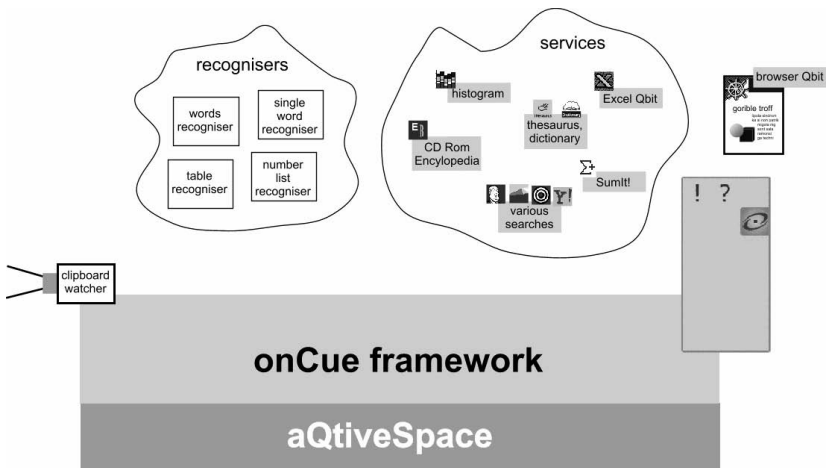 recognisers
words
recogniser
single
word
recogniser
table
recogniser
number
list
recogniser
services
histogram
Excel Qbit
thesaurus,
dictionary
CD Rom
Encylopedia
SumIt!
various
searches
browser Qbit
gorible troff
! ?
clipboard
watcher
onCue framework
aQtiveSpace